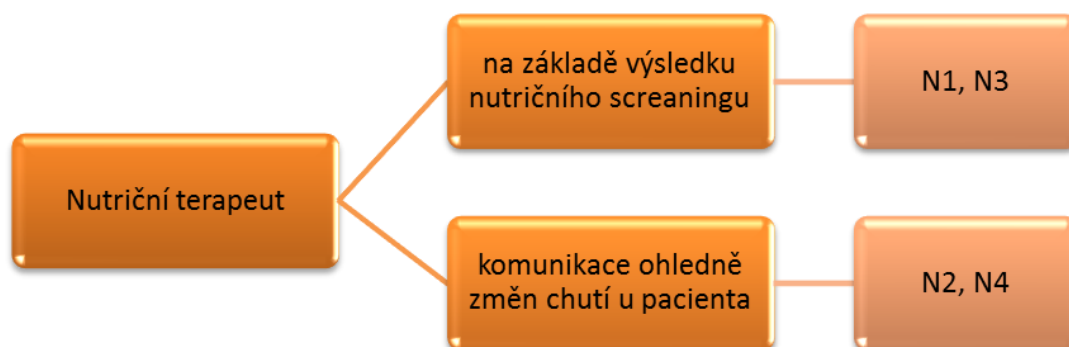 Nutriční terapeut
na základě výsledku
nutričního screaningu
N1, N3
komunikace ohledně
změn chutí u pacienta
N2, N4